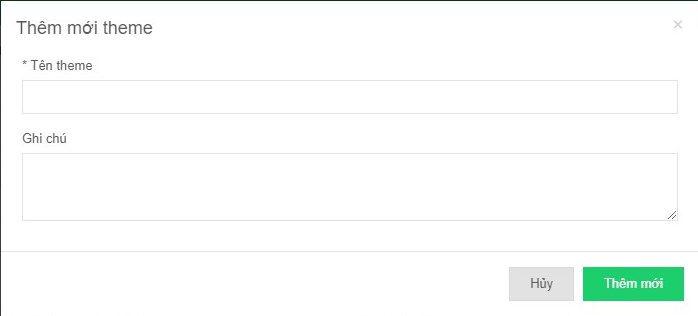 Thêm mới theme
×
* Tên theme
Ghi chú
Hủy
Thêm mới